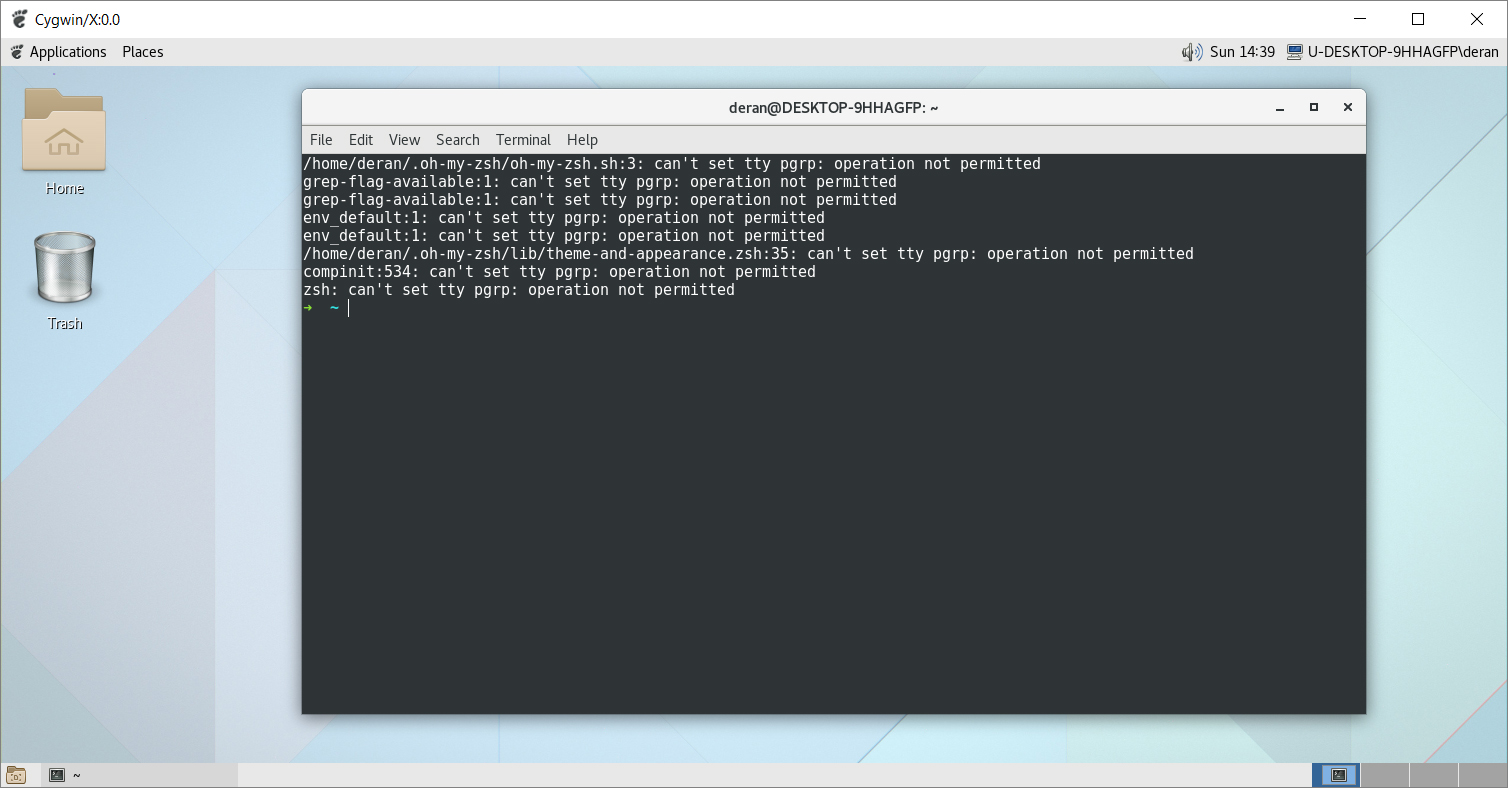 Cygwin/X:0.0
Applications Places Sun 14:39 U-DESKTOP-9HHAGFP\deran
Home
Trash
deran@DESKTOP-9HHAGFP: ~
File Edit View Search Terminal Help
/home/deran/.oh-my-zsh/oh-my-zsh.sh:3: can't set tty pgrp: operation not permitted
grep-flag-available:1: can't set tty pgrp: operation not permitted
grep-flag-available:1: can't set tty pgrp: operation not permitted
env_default:1: can't set tty pgrp: operation not permitted
env_default:1: can't set tty pgrp: operation not permitted
/home/deran/.oh-my-zsh/lib/theme-and-appearance.zsh:35: can't set tty pgrp: operation not permitted
compinit:534: can't set tty pgrp: operation not permitted
zsh: can't set tty pgrp: operation not permitted
➜ ~
~